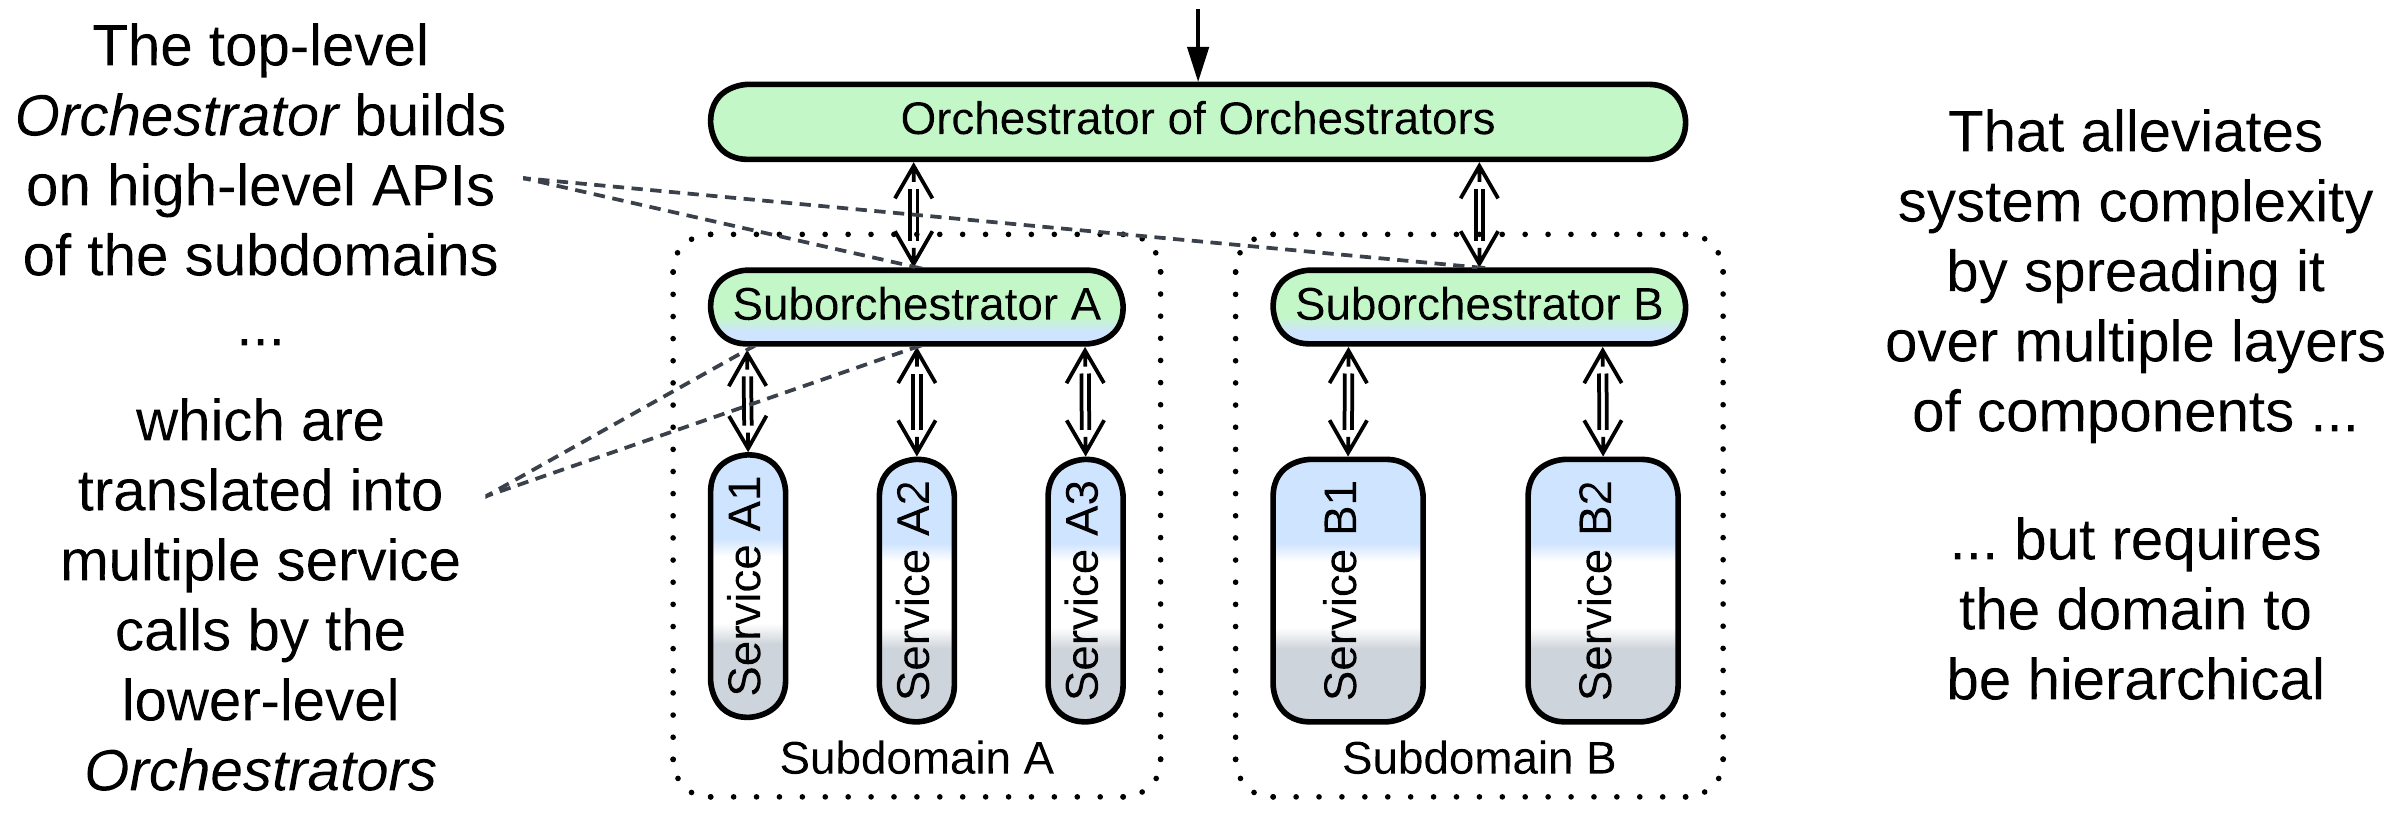 The top-level
Orchestrator builds
on high-level APIs
of the subdomains
...
which are
translated into
multiple service
calls by the
lower-level
Orchestrators
Orchestrator of Orchestrators
Suborchestrator A
Suborchestrator B
Service A1
Service A2
Service A3
Service B1
Service B2
Subdomain A
Subdomain B
That alleviates
system complexity
by spreading it
over multiple layers
of components ...
... but requires
the domain to
be hierarchical